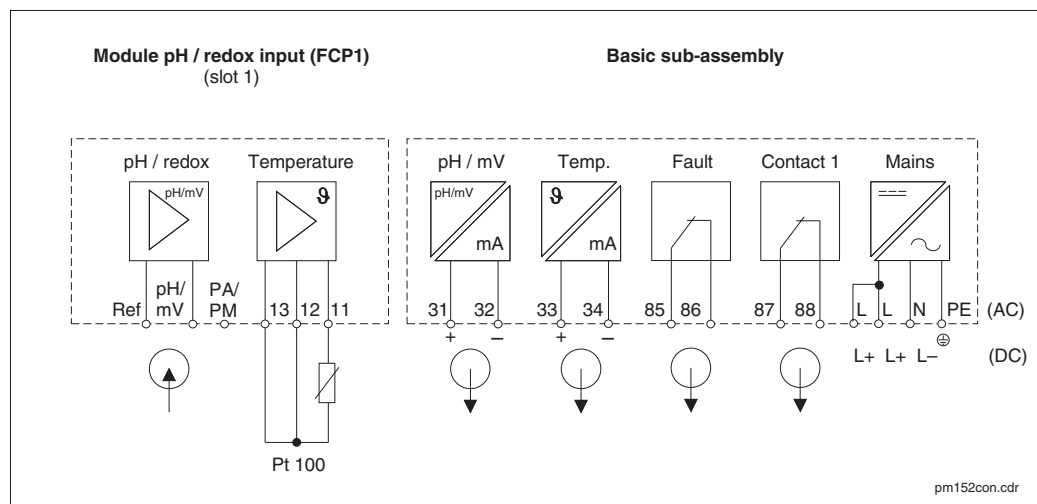 Module pH / redox input (FCP1)
(slot 1)
Basic sub-assembly
pH / redox
Temperature
pH / mV
Temp.
Fault
Contact 1
Mains
pH/mV
ϑ
pH/mV
mA
ϑ
mA
Ref
pH/
mV
PA/
PM
13 12 11
31 32
33 34
85 86
87 88
L L N PE (AC)
+ –
+ –
L+ L+ L– (DC)
Pt 100
pm152con.cdr